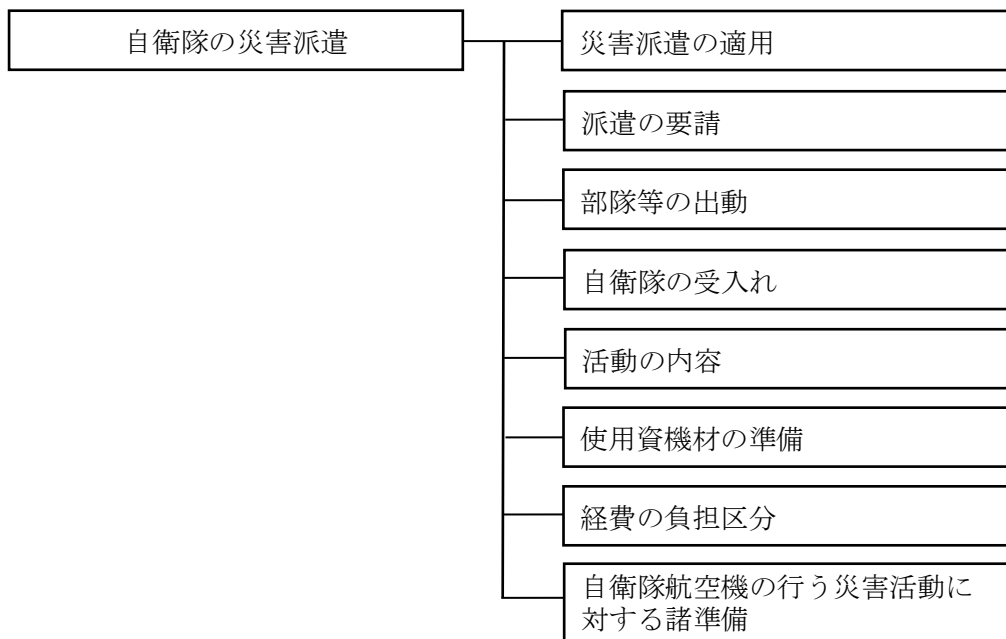 自衛隊の災害派遣
災害派遣の適用
派遣の要請
部隊等の出動
自衛隊の受入れ
活動の内容
使用資機材の準備
経費の負担区分
自衛隊航空機の行う災害活動に
対する諸準備